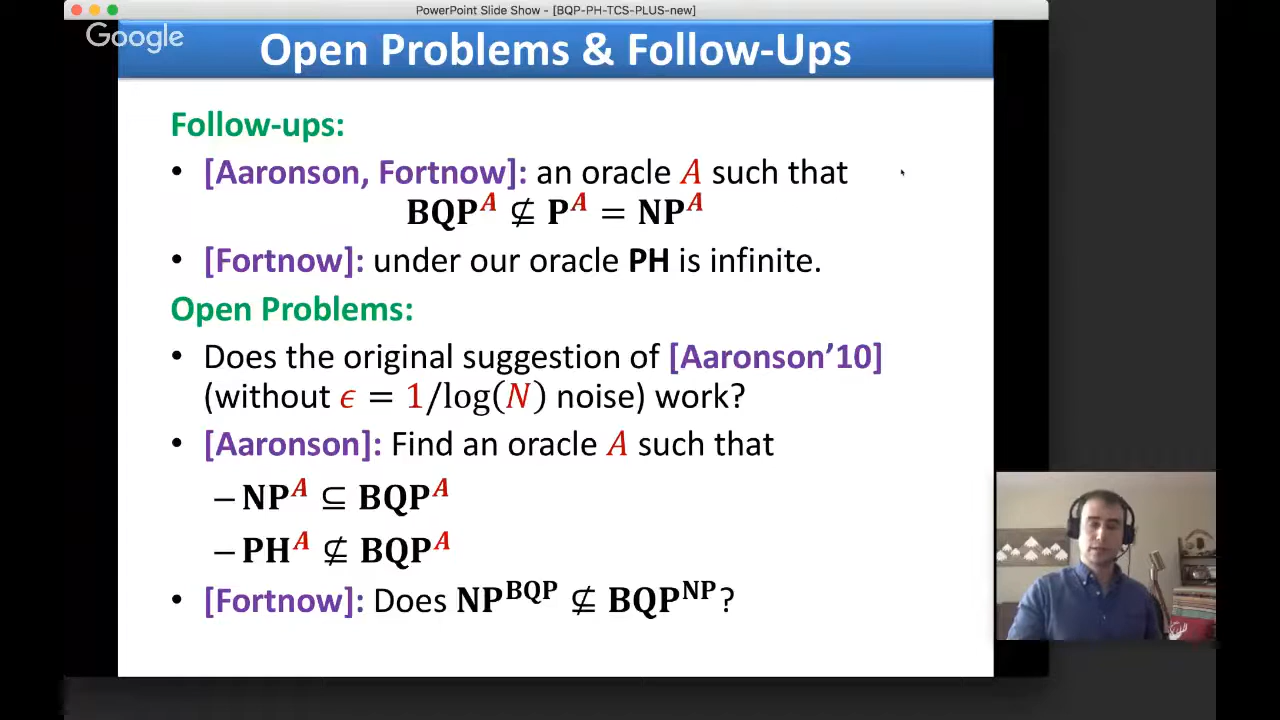 PowerPoint Slide Show - [BQP-PH-TCS-PLUS-new]
Google
Open Problems & Follow-Ups
Follow-ups:
• [Aaronson, Fortnow]: an oracle A such that
BQP^A ⊈ P^A = NP^A
• [Fortnow]: under our oracle PH is infinite.
Open Problems:
• Does the original suggestion of [Aaronson’10]
(without ϵ = 1/log(N) noise) work?
• [Aaronson]: Find an oracle A such that
– NP^A ⊆ BQP^A
– PH^A ⊈ BQP^A
• [Fortnow]: Does NP^BQP ⊈ BQP^NP?